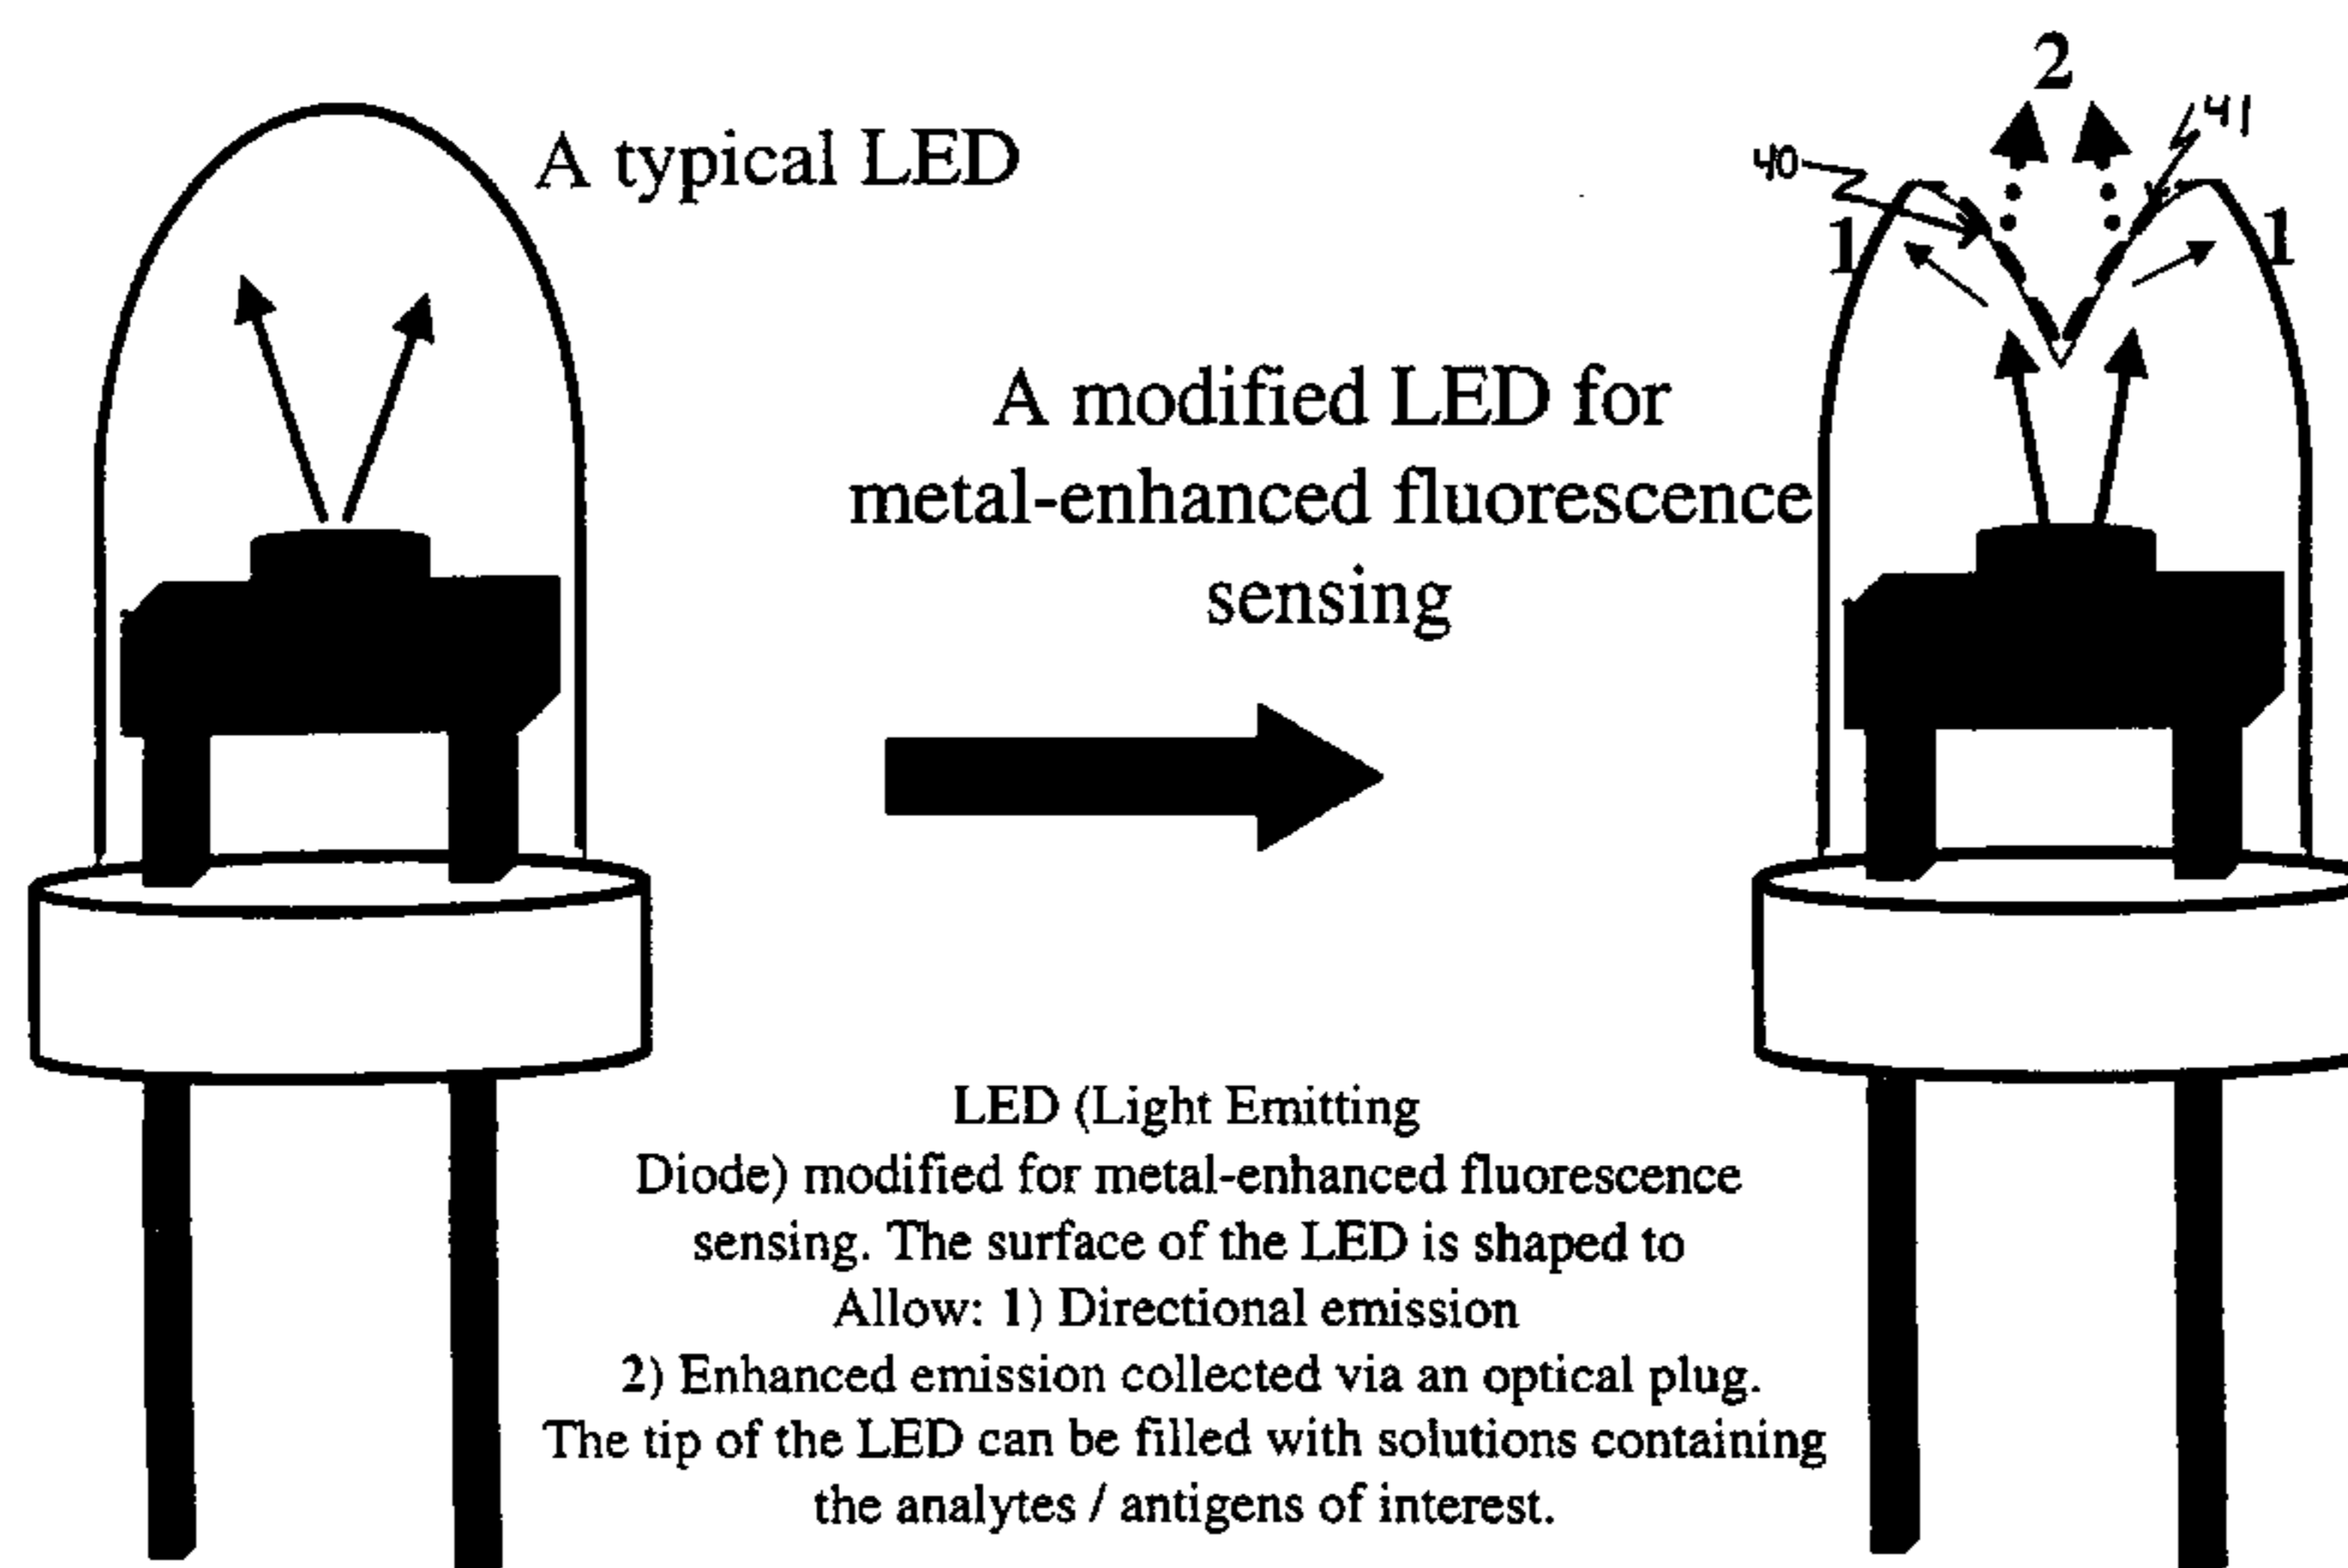 A typical LED
2
41
40
1
1
A modified LED for
metal-enhanced fluorescence
sensing
LED (Light Emitting
Diode) modified for metal-enhanced fluorescence
sensing. The surface of the LED is shaped to
Allow: 1) Directional emission
2) Enhanced emission collected via an optical plug.
The tip of the LED can be filled with solutions containing
the analytes / antigens of interest.